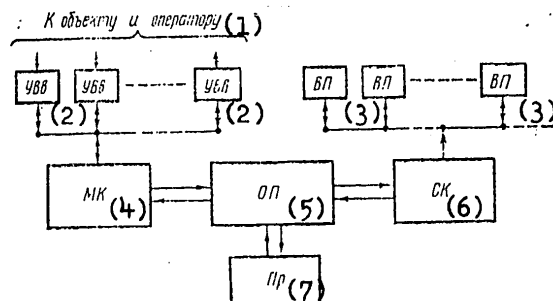 К объекту и оператору (1)
УВВ УВВ УВВ
ВП ВП ВП
(2) (2) (3) (3)
МК (4) ОП (5) СК (6)
Пр (7)